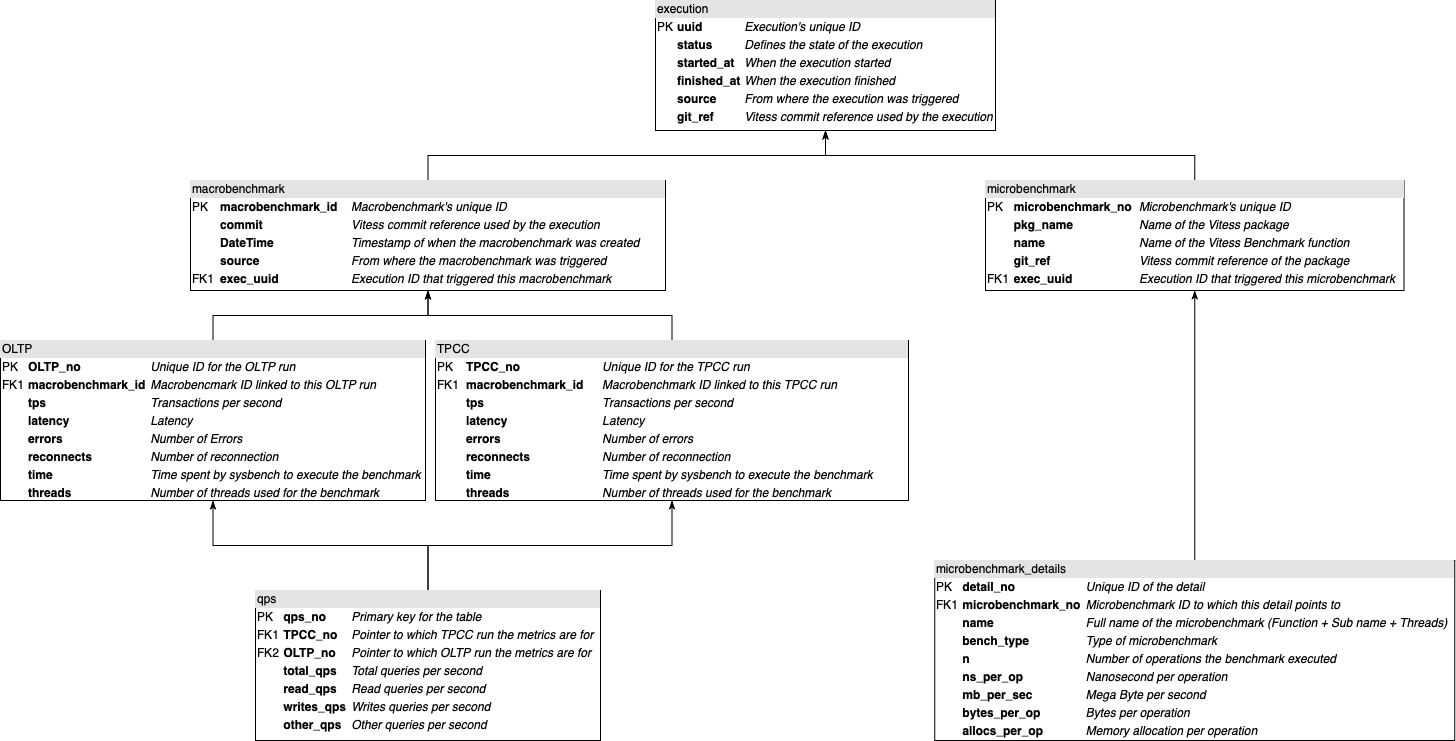 execution
PK uuid Execution's unique ID
status Defines the state of the execution
started_at When the execution started
finished_at When the execution finished
source From where the execution was triggered
git_ref Vitess commit reference used by the execution
macrobenchmark
PK macrobenchmark_id Macrobenchmark's unique ID
commit Vitess commit reference used by the execution
DateTime Timestamp of when the macrobenchmark was created
source From where the macrobenchmark was triggered
FK1 exec_uuid Execution ID that triggered this macrobenchmark
microbenchmark
PK microbenchmark_no Microbenchmark's unique ID
pkg_name Name of the Vitess package
name Name of the Vitess Benchmark function
git_ref Vitess commit reference of the package
FK1 exec_uuid Execution ID that triggered this microbenchmark
OLTP
PK OLTP_no Unique ID for the OLTP run
FK1 macrobenchmark_id Macrobencmark ID linked to this OLTP run
tps Transactions per second
latency Latency
errors Number of Errors
reconnects Number of reconnection
time Time spent by sysbench to execute the benchmark
threads Number of threads used for the benchmark
TPCC
PK TPCC_no Unique ID for the TPCC run
FK1 macrobenchmark_id Macrobenchmark ID linked to this TPCC run
tps Transactions per second
latency Latency
errors Number of errors
reconnects Number of reconnection
time Time spent by sysbench to execute the benchmark
threads Number of threads used for the benchmark
qps
PK qps_no Primary key for the table
FK1 TPCC_no Pointer to which TPCC run the metrics are for
FK2 OLTP_no Pointer to which OLTP run the metrics are for
total_qps Total queries per second
read_qps Read queries per second
writes_qps Writes queries per second
other_qps Other queries per second
microbenchmark_details
PK detail_no Unique ID of the detail
FK1 microbenchmark_no Microbenchmark ID to which this detail points to
name Full name of the microbenchmark (Function + Sub name + Threads)
bench_type Type of microbenchmark
n Number of operations the benchmark executed
ns_per_op Nanosecond per operation
mb_per_sec Mega Byte per second
bytes_per_op Bytes per operation
allocs_per_op Memory allocation per operation